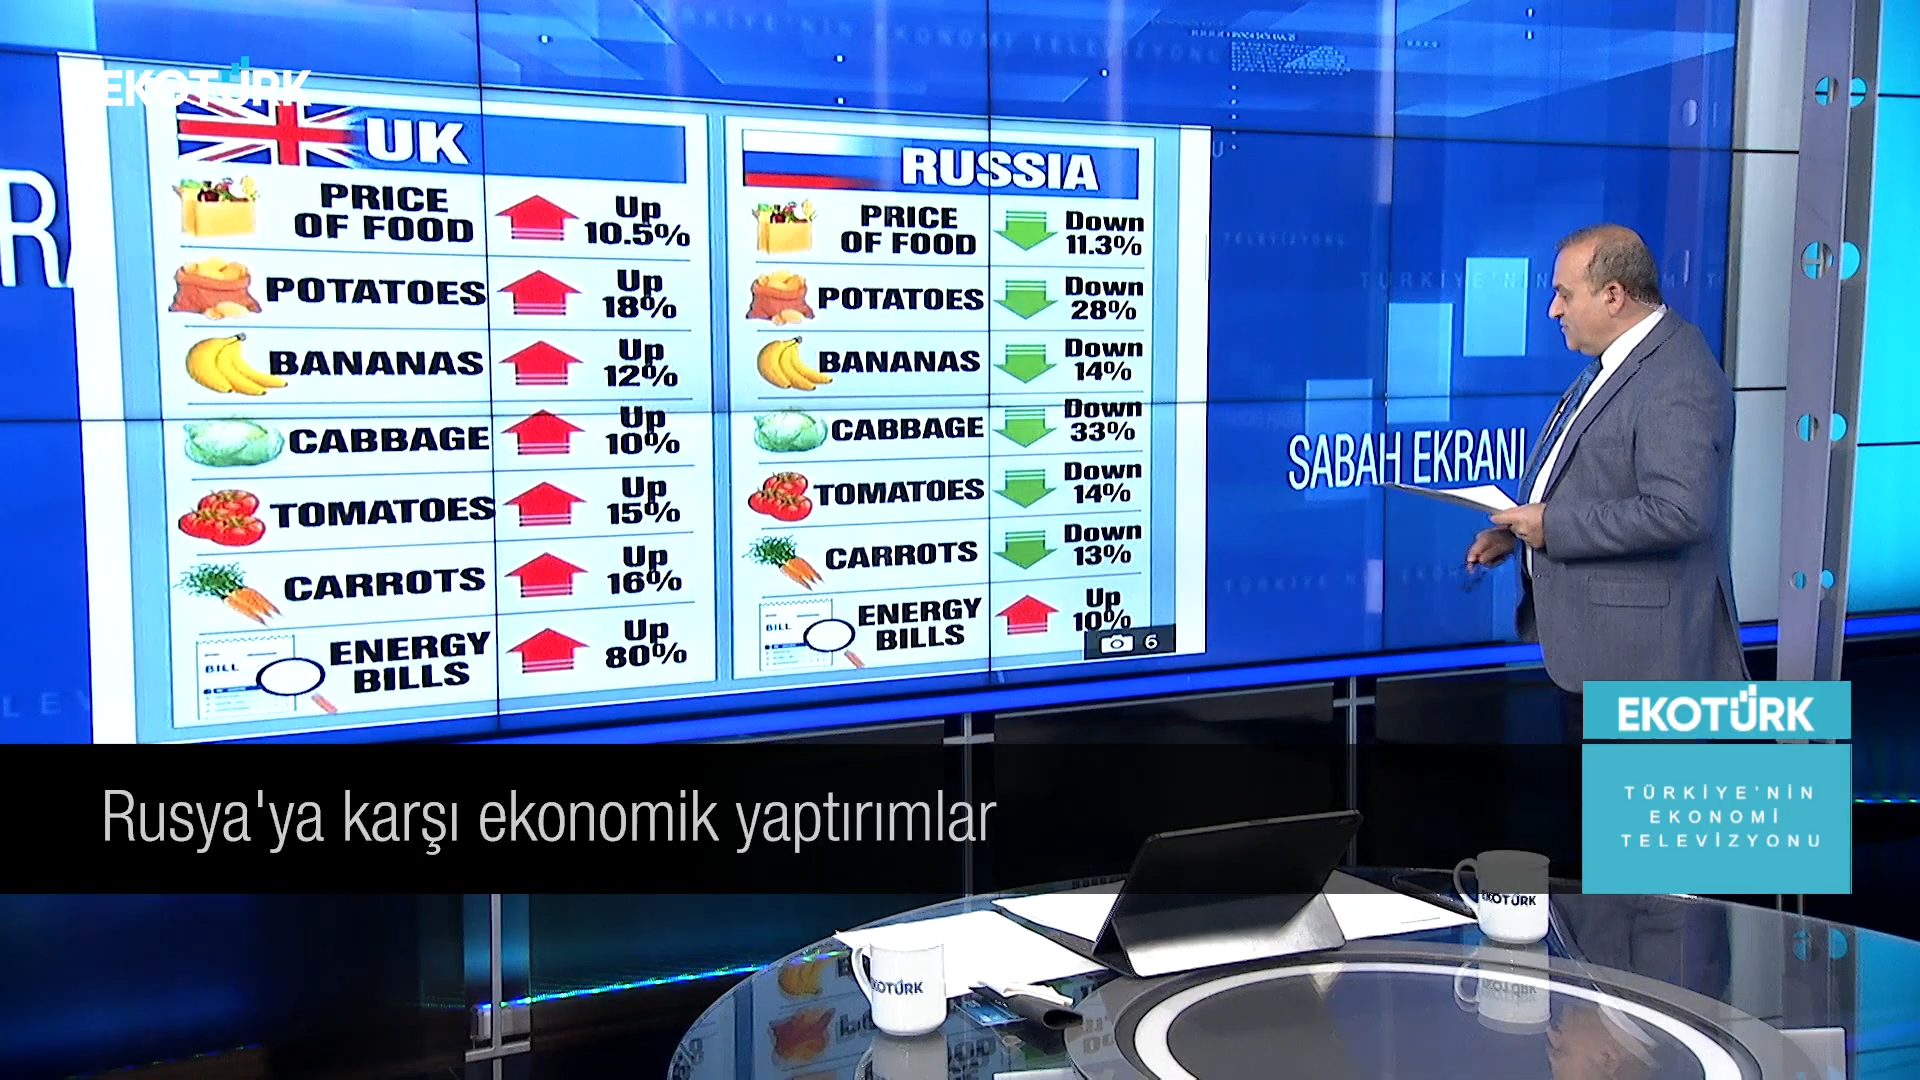 EKOTÜRK
UK
PRICE
OF FOOD
Up
10.5%
POTATOES
Up
18%
BANANAS
Up
12%
CABBAGE
Up
10%
TOMATOES
Up
15%
CARROTS
Up
16%
BILL
ENERGY
BILLS
Up
80%
RUSSIA
PRICE
OF FOOD
Down
11.3%
POTATOES
Down
28%
BANANAS
Down
14%
CABBAGE
Down
33%
TOMATOES
Down
14%
CARROTS
Down
13%
BILL
ENERGY
BILLS
Up
10%
6
SABAH EKRANI
Rusya'ya karşı ekonomik yaptırımlar
EKOTÜRK
TÜRKİYE'NİN
EKONOMİ
TELEVİZYONU
EKOTÜRK
EKOTÜRK